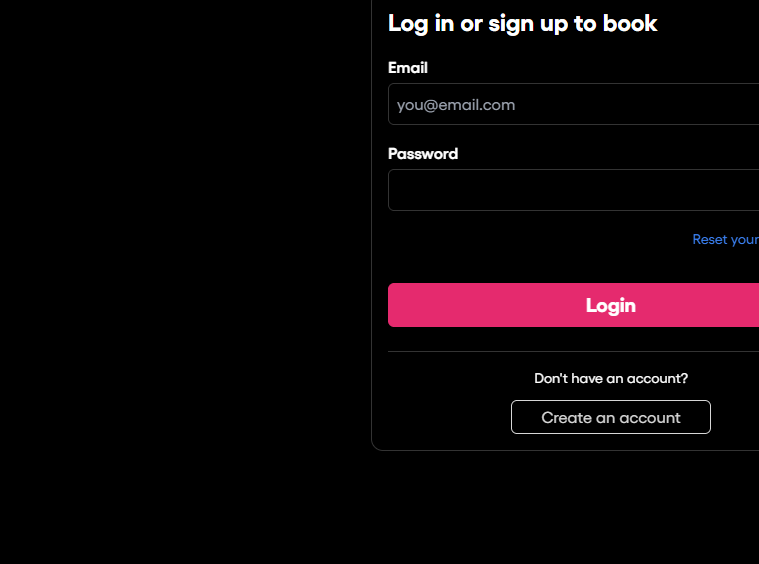 Log in or sign up to book
Email
you@email.com
Password
Reset your
Login
Don't have an account?
Create an account